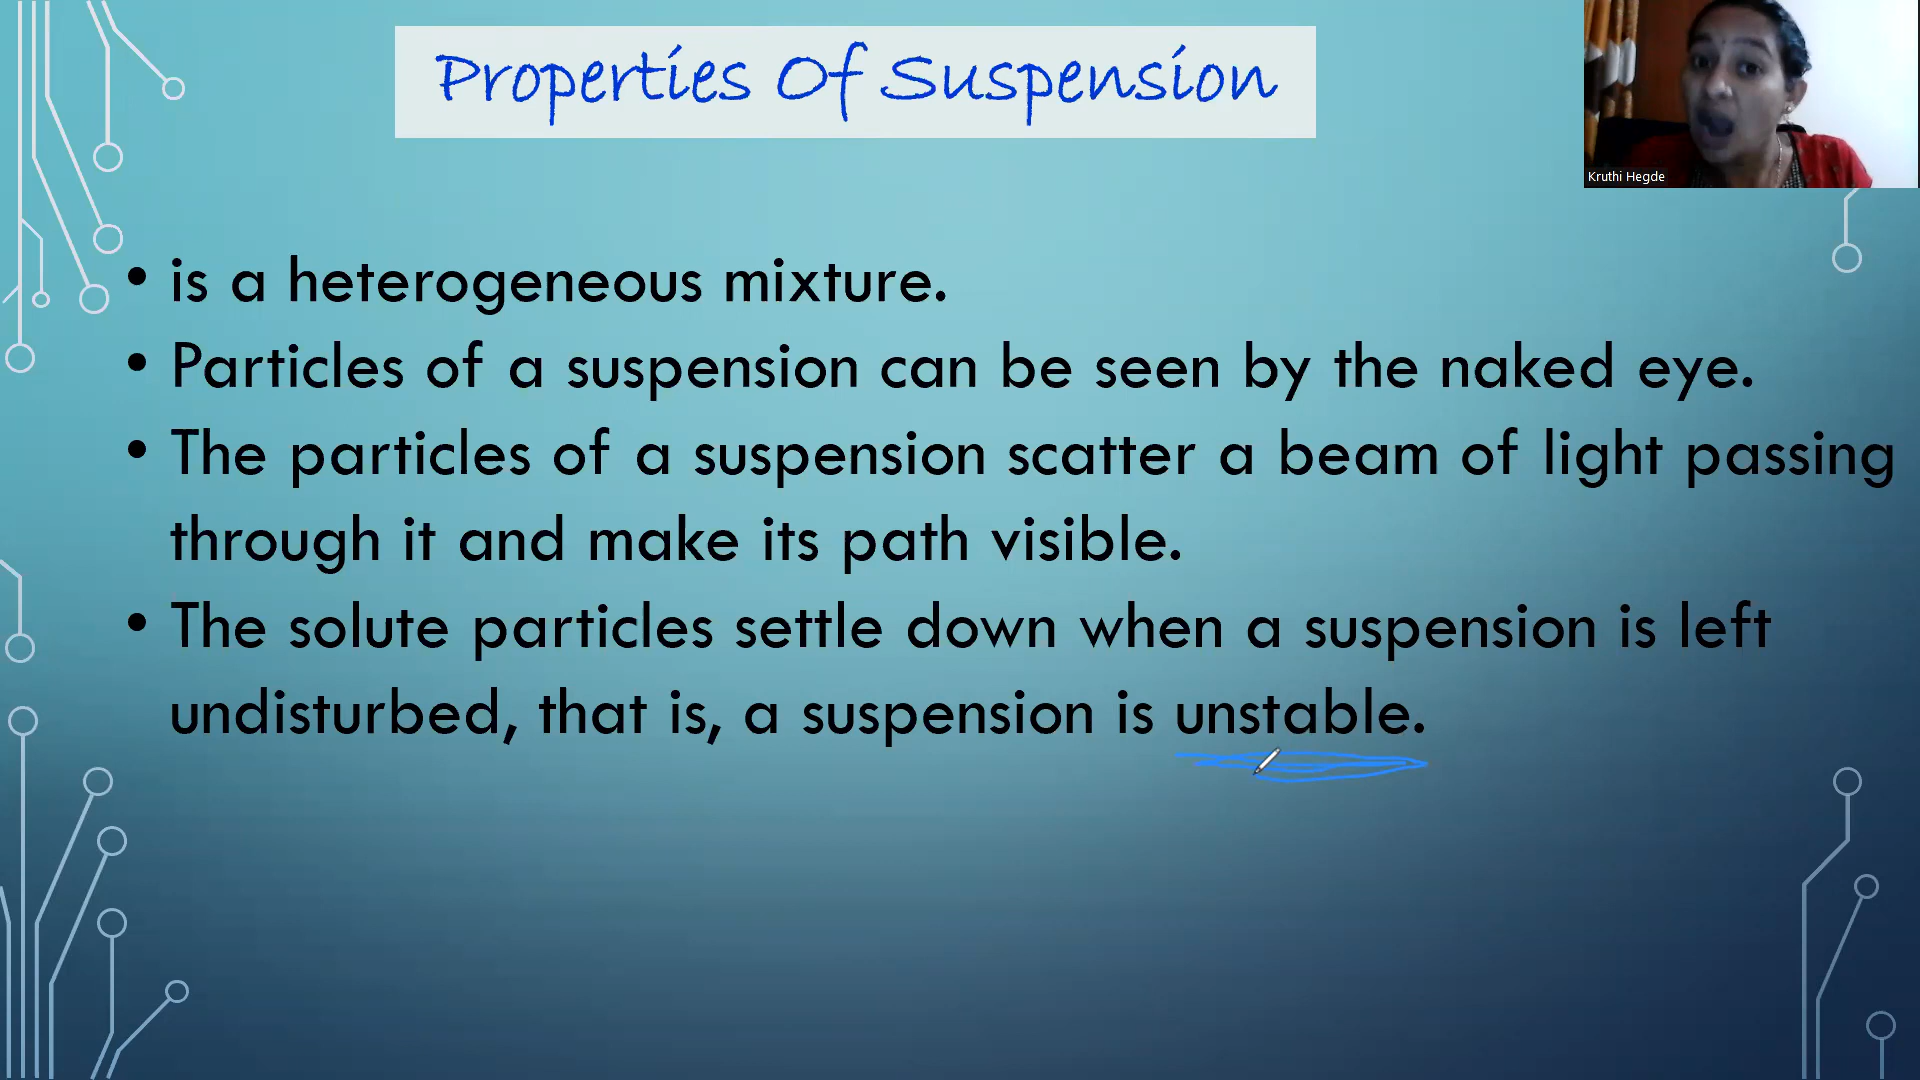 Properties Of Suspension
Kruthi Hegde
• is a heterogeneous mixture.
• Particles of a suspension can be seen by the naked eye.
• The particles of a suspension scatter a beam of light passing
through it and make its path visible.
• The solute particles settle down when a suspension is left
undisturbed, that is, a suspension is unstable.